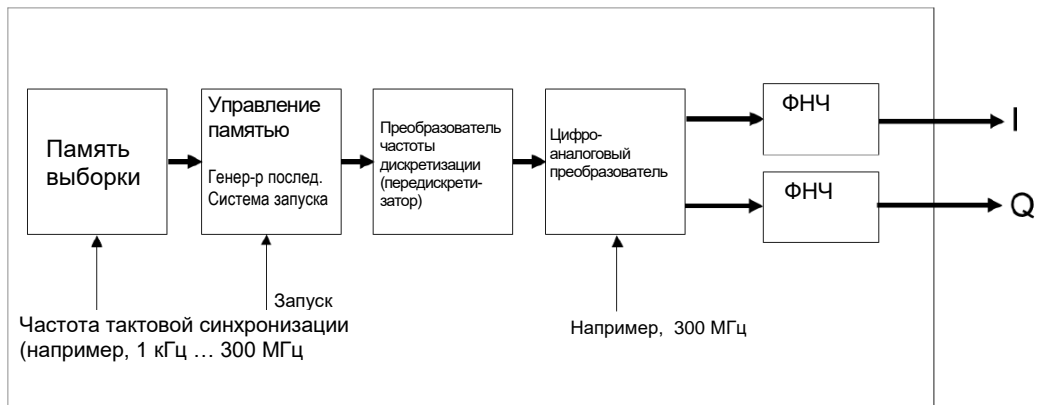 Память
выборки
Управление
памятью
Генер-р послед.
Система запуска
Преобразователь
частоты
дискретизации
(передискрети-
затор)
Цифро-
аналоговый
преобразователь
ФНЧ
I
ФНЧ
Q
Запуск
Частота тактовой синхронизации
(например, 1 кГц … 300 МГц
Например, 300 МГц